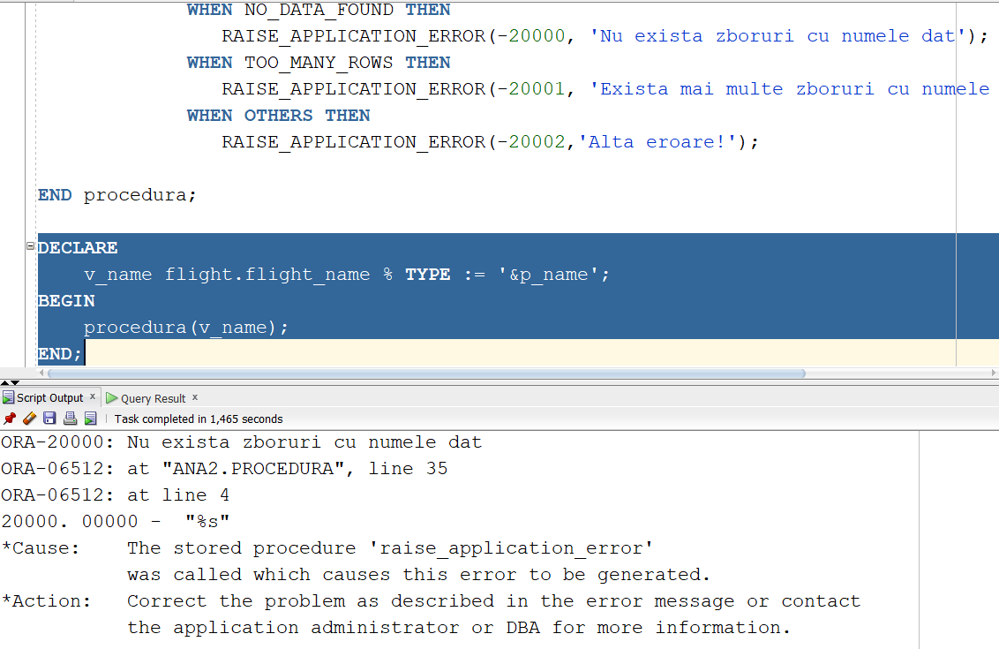 WHEN NO_DATA_FOUND THEN
RAISE_APPLICATION_ERROR(-20000, 'Nu exista zboruri cu numele dat');
WHEN TOO_MANY_ROWS THEN
RAISE_APPLICATION_ERROR(-20001, 'Exista mai multe zboruri cu numele
WHEN OTHERS THEN
RAISE_APPLICATION_ERROR(-20002,'Alta eroare!');
END procedura;
DECLARE
v_name flight.flight_name % TYPE := '&p_name';
BEGIN
procedura(v_name);
END;
Script Output x Query Result x
Task completed in 1,465 seconds
ORA-20000: Nu exista zboruri cu numele dat
ORA-06512: at "ANA2.PROCEDURA", line 35
ORA-06512: at line 4
20000. 00000 - "%s"
*Cause: The stored procedure 'raise_application_error'
was called which causes this error to be generated.
*Action: Correct the problem as described in the error message or contact
the application administrator or DBA for more information.